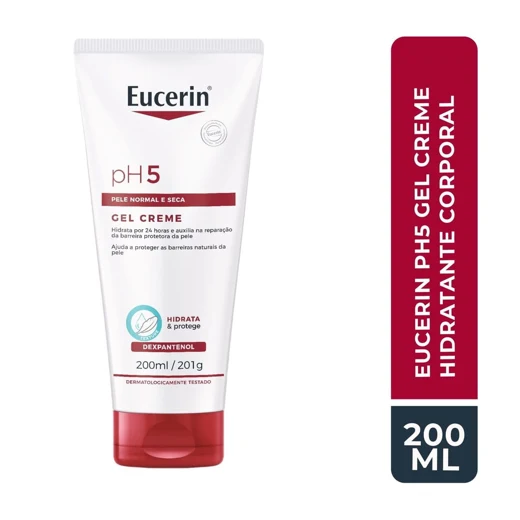 Eucerin®
pH5
PELE NORMAL E SECA
GEL CREME
Hidrata por 24 horas e auxilia na reparação
da barreira protetora da pele
Ajuda a proteger as barreiras naturais da
pele
HIDRATA
& protege
DEXPANTENOL
200ml / 201g
DERMATOLOGICAMENTE TESTADO
EUCERIN PH5 GEL CREME
HIDRATANTE CORPORAL
200
ML